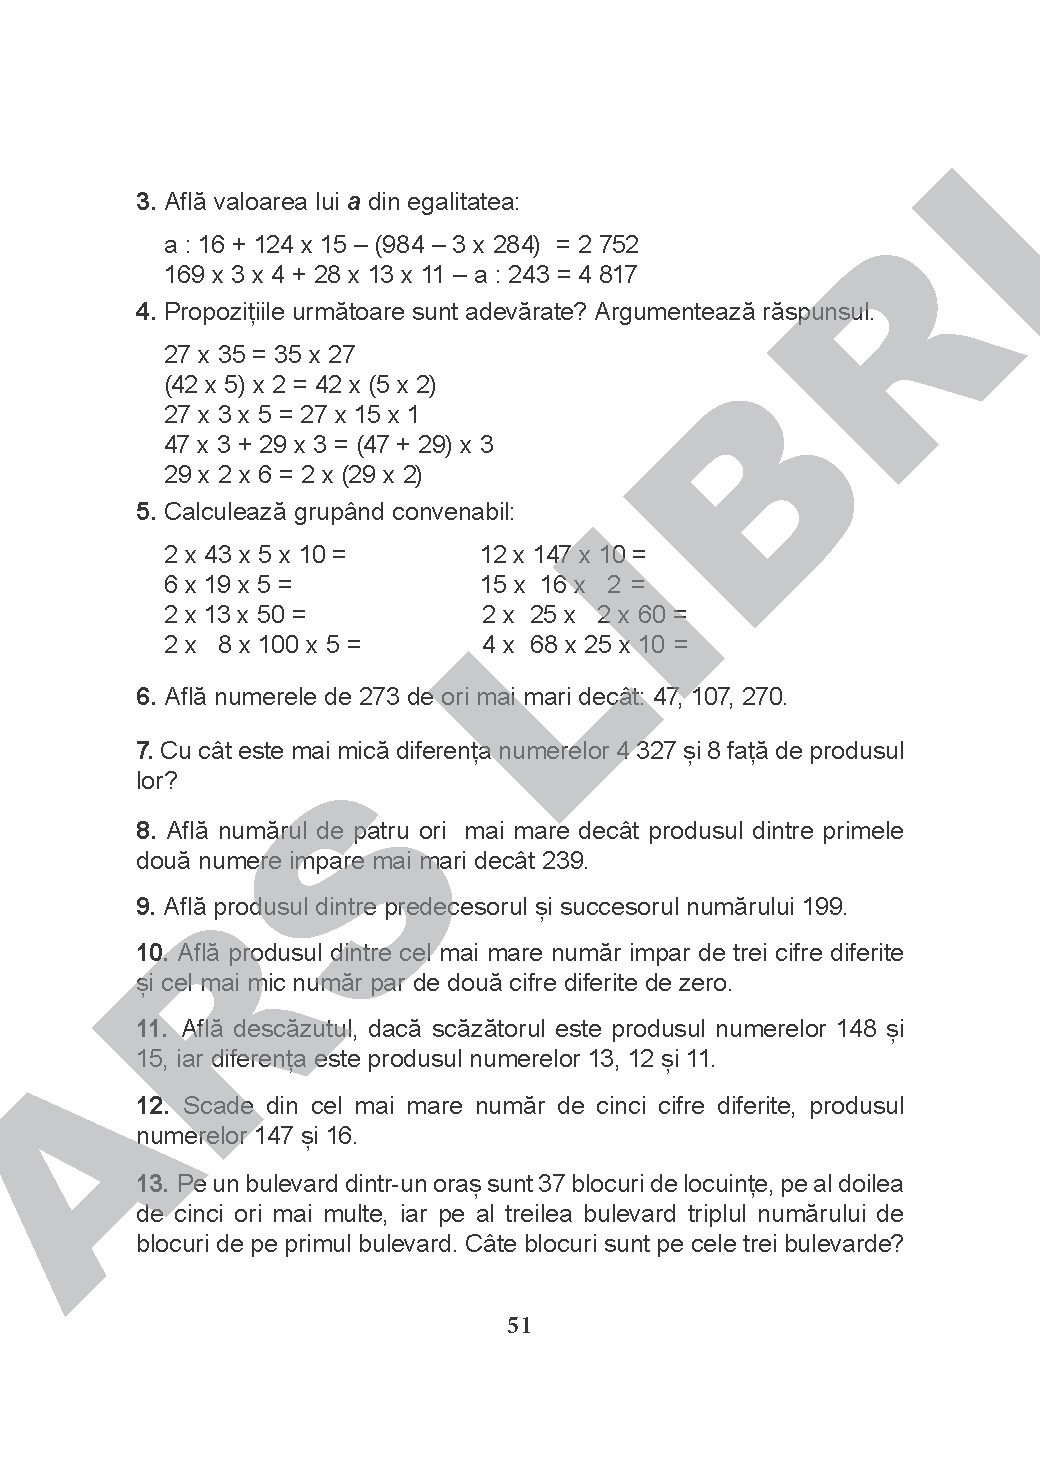 3. Află valoarea lui a din egalitatea:
a : 16 + 124 x 15 – (984 – 3 x 284) = 2 752
169 x 3 x 4 + 28 x 13 x 11 – a : 243 = 4 817
4. Propozițiile următoare sunt adevărate? Argumentează răspunsul.
27 x 35 = 35 x 27
(42 x 5) x 2 = 42 x (5 x 2)
27 x 3 x 5 = 27 x 15 x 1
47 x 3 + 29 x 3 = (47 + 29) x 3
29 x 2 x 6 = 2 x (29 x 2)
5. Calculează grupând convenabil:
2 x 43 x 5 x 10 = 12 x 147 x 10 =
6 x 19 x 5 = 15 x 16 x 2 =
2 x 13 x 50 = 2 x 25 x 2 x 60 =
2 x 8 x 100 x 5 = 4 x 68 x 25 x 10 =
6. Află numerele de 273 de ori mai mari decât: 47, 107, 270.
7. Cu cât este mai mică diferența numerelor 4 327 și 8 față de produsul
lor?
8. Află numărul de patru ori mai mare decât produsul dintre primele
două numere impare mai mari decât 239.
9. Află produsul dintre predecesorul și succesorul numărului 199.
10. Află produsul dintre cel mai mare număr impar de trei cifre diferite
și cel mai mic număr par de două cifre diferite de zero.
11. Află descăzutul, dacă scăzătorul este produsul numerelor 148 și
15, iar diferența este produsul numerelor 13, 12 și 11.
12. Scade din cel mai mare număr de cinci cifre diferite, produsul
numerelor 147 și 16.
13. Pe un bulevard dintr-un oraș sunt 37 blocuri de locuințe, pe al doilea
de cinci ori mai multe, iar pe al treilea bulevard triplul numărului de
blocuri de pe primul bulevard. Câte blocuri sunt pe cele trei bulevarde?
51
ARS LIBRI